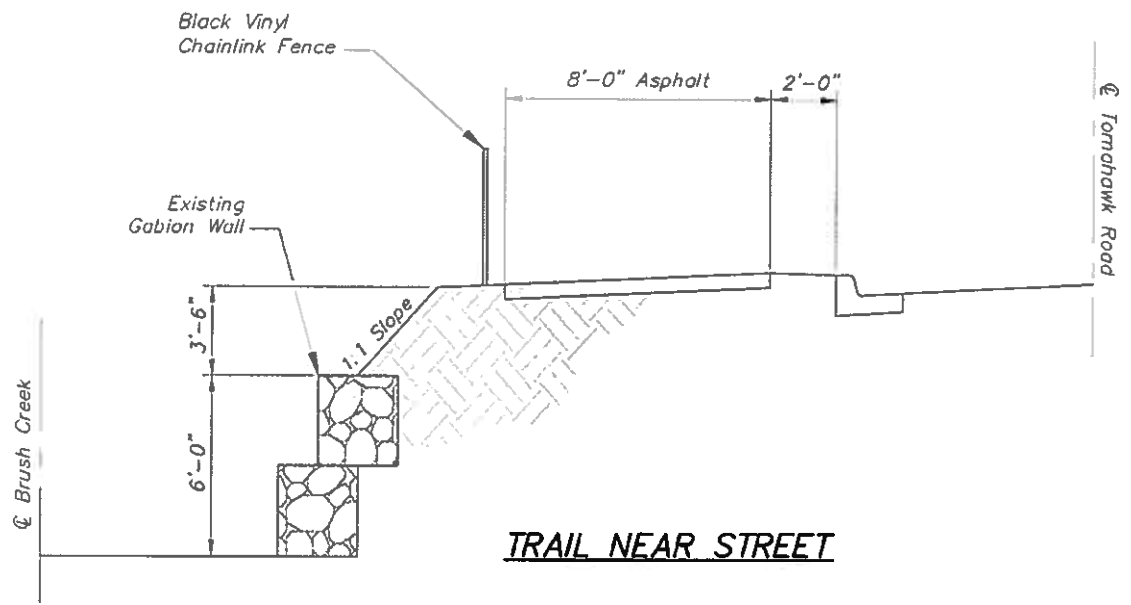 Black Vinyl
Chainlink Fence
8'-0" Asphalt
2'-0"
℄ Tomahawk Road
Existing
Gabion Wall
3'-6"
1:1 Slope
6'-0"
℄ Brush Creek
TRAIL NEAR STREET